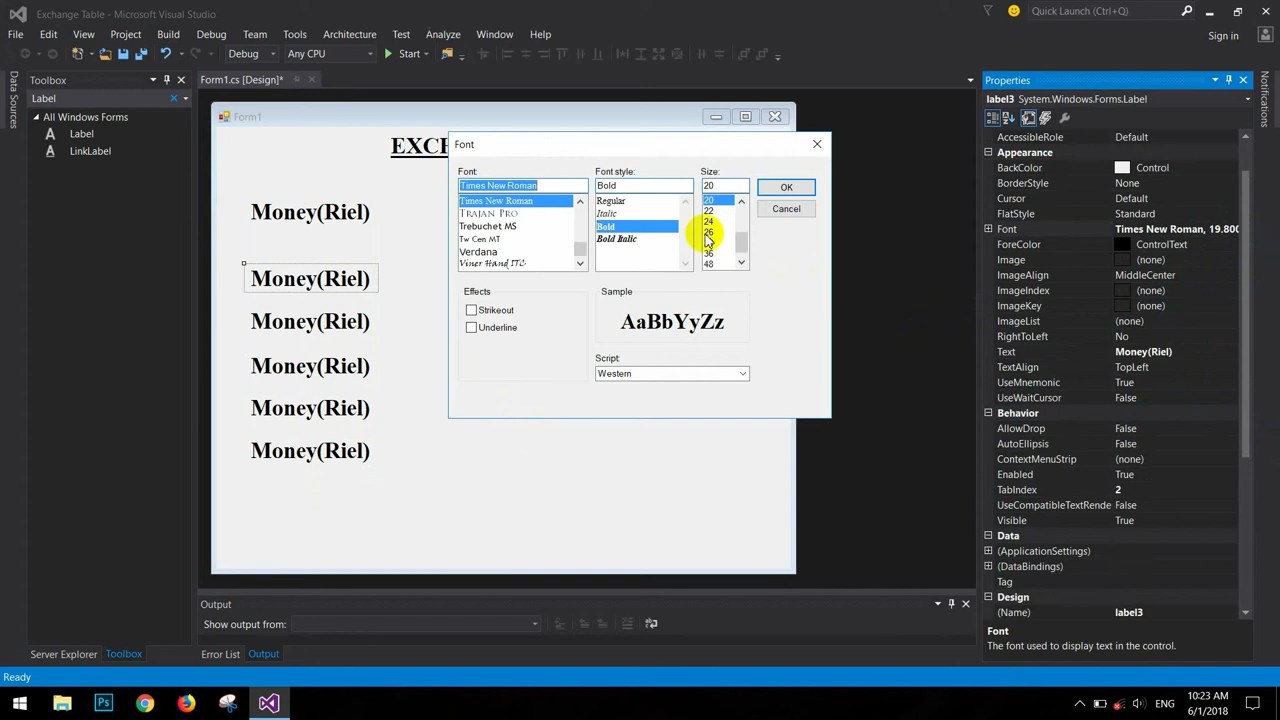 Exchange Table - Microsoft Visual Studio
Quick Launch (Ctrl+Q)
File Edit View Project Build Debug Team Tools Architecture Test Analyze Window Help
Sign in
Debug Any CPU Start
Data Sources
Toolbox
Label
All Windows Forms
Label
LinkLabel
Form1.cs [Design]*
Form1
EXC
Money(Riel)
Money(Riel)
Money(Riel)
Money(Riel)
Money(Riel)
Money(Riel)
Font
Font: Font style: Size:
Times New Roman Bold 20
OK
Cancel
Times New Roman Regular 20
Trajan Pro Italic 22
Trebuchet MS Bold 24
Tw Cen MT Bold Italic 26
Verdana 36
Viner Hand ITC 48
Effects
Strikeout
Underline
Sample
AaBbYyZz
Script:
Western
Properties
label3 System.Windows.Forms.Label
AccessibleRole Default
Appearance
BackColor Control
BorderStyle None
Cursor Default
FlatStyle Standard
Font Times New Roman, 19.800
ForeColor ControlText
Image (none)
ImageAlign MiddleCenter
ImageIndex (none)
ImageKey (none)
ImageList (none)
RightToLeft No
Text Money(Riel)
TextAlign TopLeft
UseMnemonic True
UseWaitCursor False
Behavior
AllowDrop False
AutoEllipsis False
ContextMenuStrip (none)
Enabled True
TabIndex 2
UseCompatibleTextRende False
Visible True
Data
(ApplicationSettings)
(DataBindings)
Tag
Design
(Name) label3
Font
The font used to display text in the control.
Notifications
Output
Show output from:
Server Explorer Toolbox
Error List Output
Ready
ENG
10:23 AM
6/1/2018